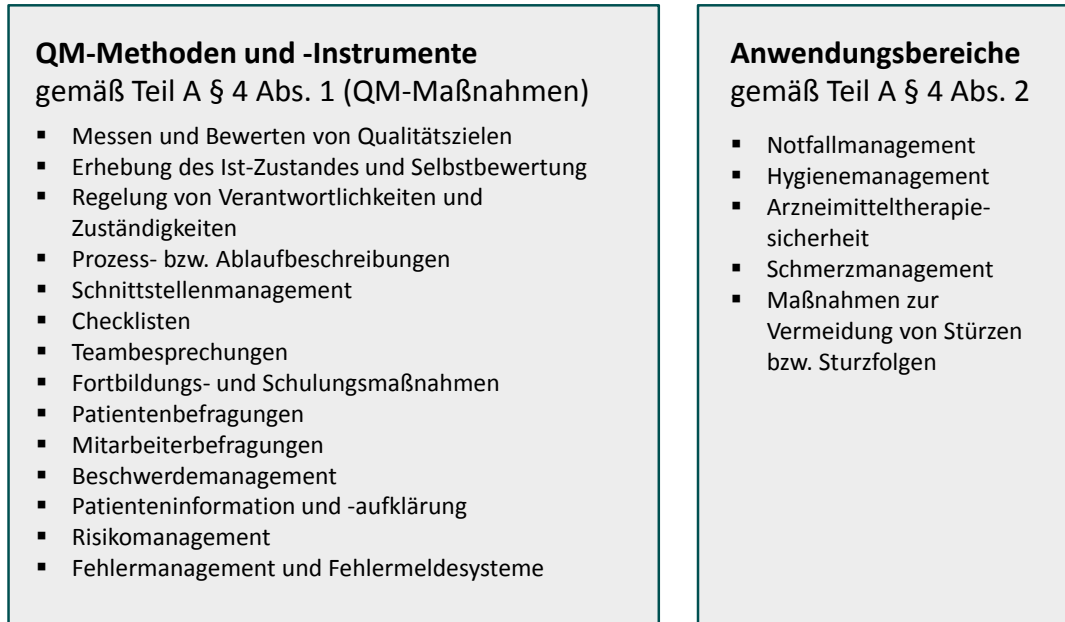 QM-Methoden und -Instrumente
gemäß Teil A § 4 Abs. 1 (QM-Maßnahmen)
▪ Messen und Bewerten von Qualitätszielen
▪ Erhebung des Ist-Zustandes und Selbstbewertung
▪ Regelung von Verantwortlichkeiten und
Zuständigkeiten
▪ Prozess- bzw. Ablaufbeschreibungen
▪ Schnittstellenmanagement
▪ Checklisten
▪ Teambesprechungen
▪ Fortbildungs- und Schulungsmaßnahmen
▪ Patientenbefragungen
▪ Mitarbeiterbefragungen
▪ Beschwerdemanagement
▪ Patienteninformation und -aufklärung
▪ Risikomanagement
▪ Fehlermanagement und Fehlermeldesysteme
Anwendungsbereiche
gemäß Teil A § 4 Abs. 2
▪ Notfallmanagement
▪ Hygienemanagement
▪ Arzneimitteltherapie-
sicherheit
▪ Schmerzmanagement
▪ Maßnahmen zur
Vermeidung von Stürzen
bzw. Sturzfolgen